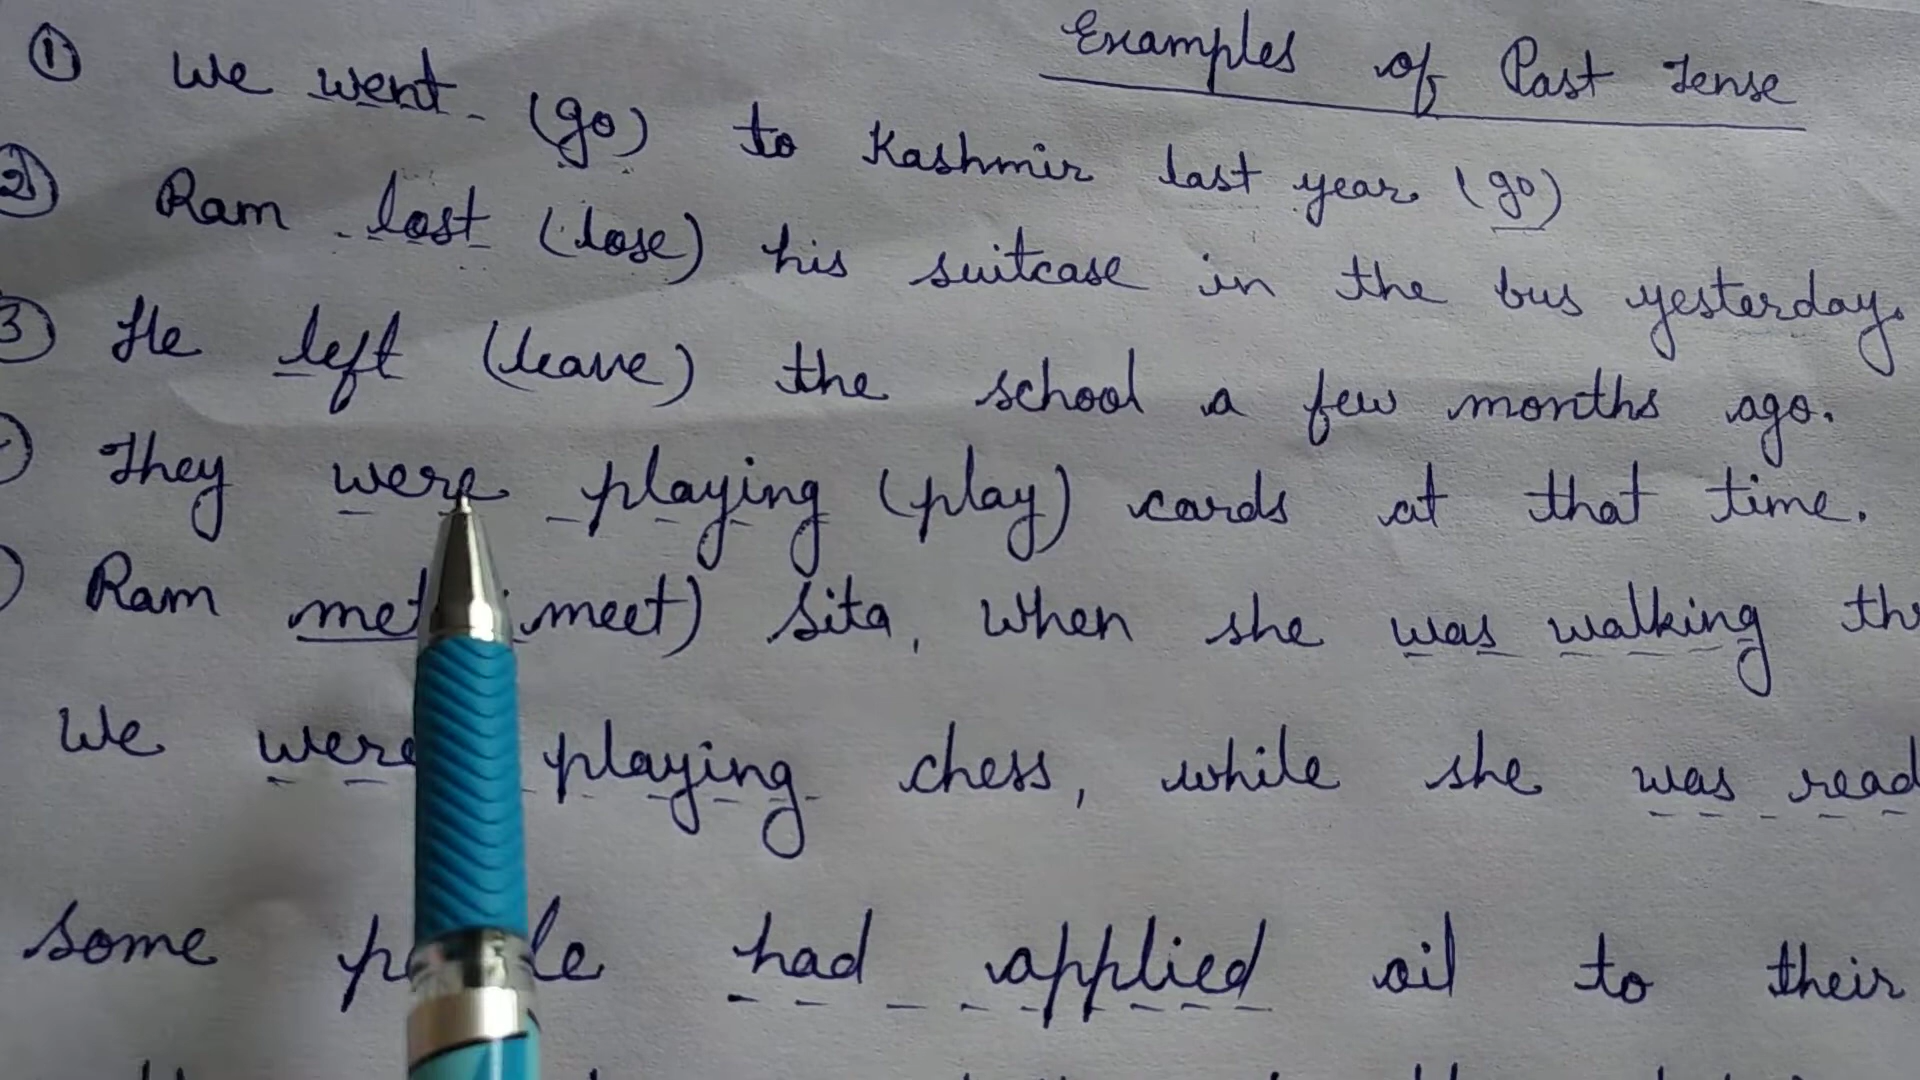 Examples of Past Tense
① We went (go) to Kashmir last year. (go)
② Ram lost (lose) his suitcase in the bus yesterday.
3 He left (leave) the school a few months ago.
They were playing (play) cards at that time.
Ram met (meet) Sita, when she was walking
We were playing chess, while she was read
Some had applied oil to their